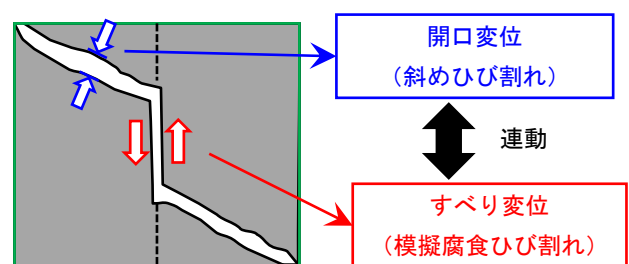 開口変位
（斜めひび割れ）
連動
すべり変位
（模擬腐食ひび割れ）